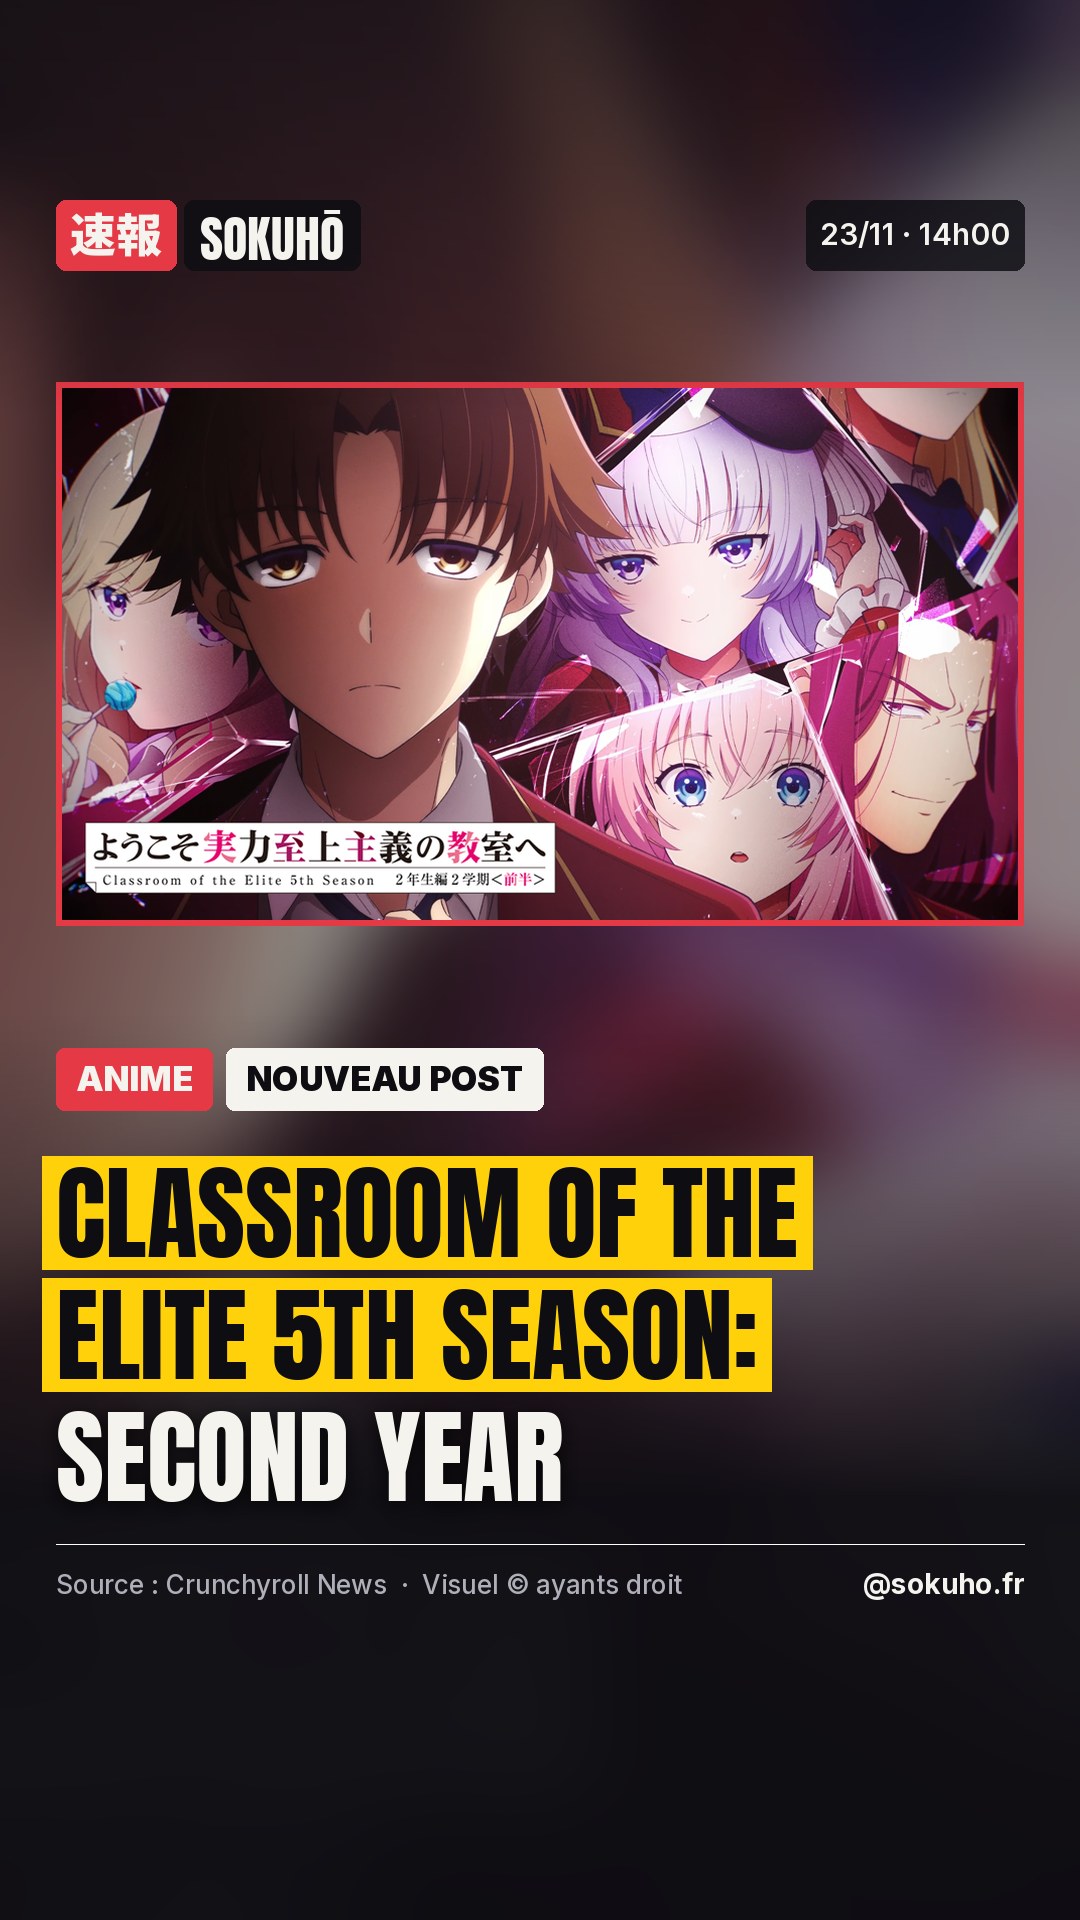 速報 SOKUHŌ
23/11 · 14h00
ようこそ実力至上主義の教室へ
Classroom of the Elite 5th Season 2年生編2学期<前半>
ANIME
NOUVEAU POST
CLASSROOM OF THE
ELITE 5TH SEASON:
SECOND YEAR
Source : Crunchyroll News · Visuel © ayants droit
@sokuho.fr